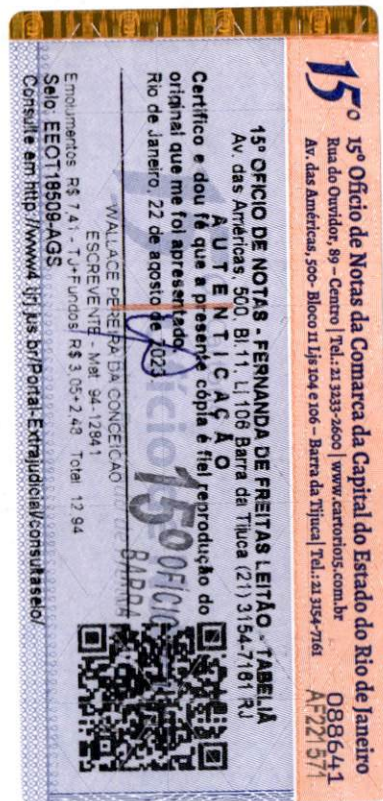 15º 15º Ofício de Notas da Comarca da Capital do Estado do Rio de Janeiro
Rua do Ouvidor, 89 – Centro | Tel.: 21 3233-2600 | www.cartorio15.com.br
Av. das Américas, 500- Bloco 11 Ljs 104 e 106 – Barra da Tijuca | Tel.: 21 3154-7161
088641
AF221571
15º OFICIO DE NOTAS - FERNANDA DE FREITAS LEITÃO - TABELIÃ
Av. das Américas, 500, Bl.11, Lj 106 Barra da Tijuca (21) 3154-7161 RJ
AUTENTICAÇÃO
Certifico e dou fé que a presente cópia é fiel reprodução do
original que me foi apresentado.
Rio de Janeiro, 22 de agosto de 2023
15º OFÍCIO
BARRA
WALLACE PEREIRA DA CONCEICAO
ESCREVENTE - Mat 94-12841
Emolumentos: R$ 7,41 - TJ+Fundos: R$ 3,05+2,48 Total: 12,94
Selo: EEOT18509-AGS
Consulte em http://www4.tjrj.jus.br/Portal-Extrajudicial/consultaselo/